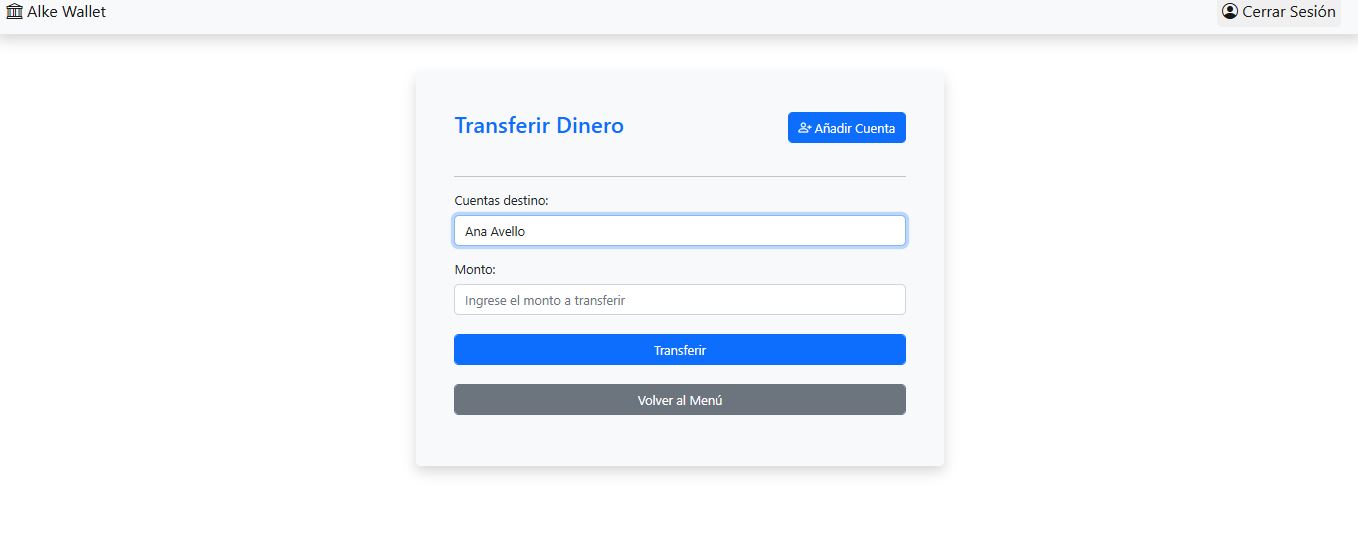 Alke Wallet
Cerrar Sesión
Transferir Dinero
Añadir Cuenta
Cuentas destino:
Ana Avello
Monto:
Ingrese el monto a transferir
Transferir
Volver al Menú